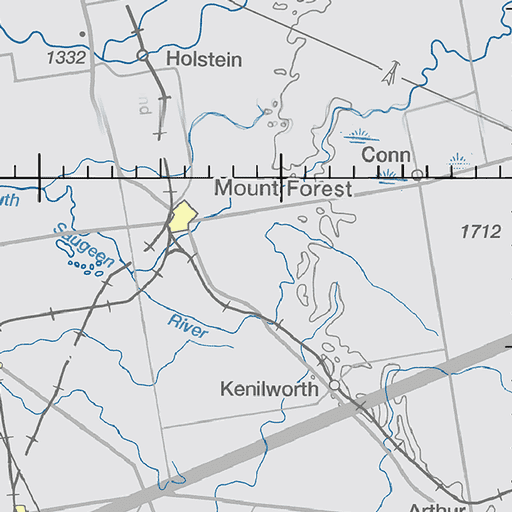 1332
Holstein
Conn
Mount Forest
Saugeen
1712
River
Kenilworth
Arthur